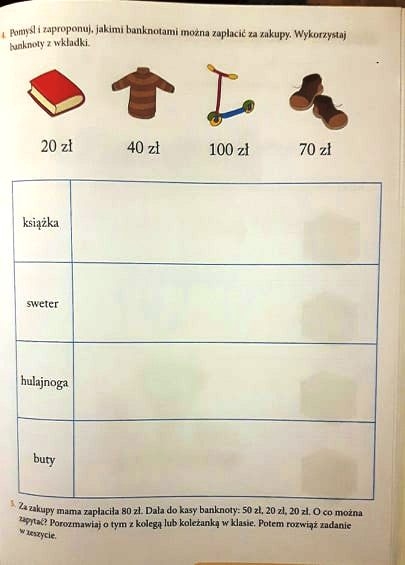 4. Pomyśl i zaproponuj, jakimi banknotami można zapłacić za zakupy. Wykorzystaj
banknoty z wkładki.
20 zł 40 zł 100 zł 70 zł
książka
sweter
hulajnoga
buty
5. Za zakupy mama zapłaciła 80 zł. Dała do kasy banknoty: 50 zł, 20 zł, 20 zł. O co można
zapytać? Porozmawiaj o tym z kolegą lub koleżanką w klasie. Potem rozwiąż zadanie
w zeszycie.